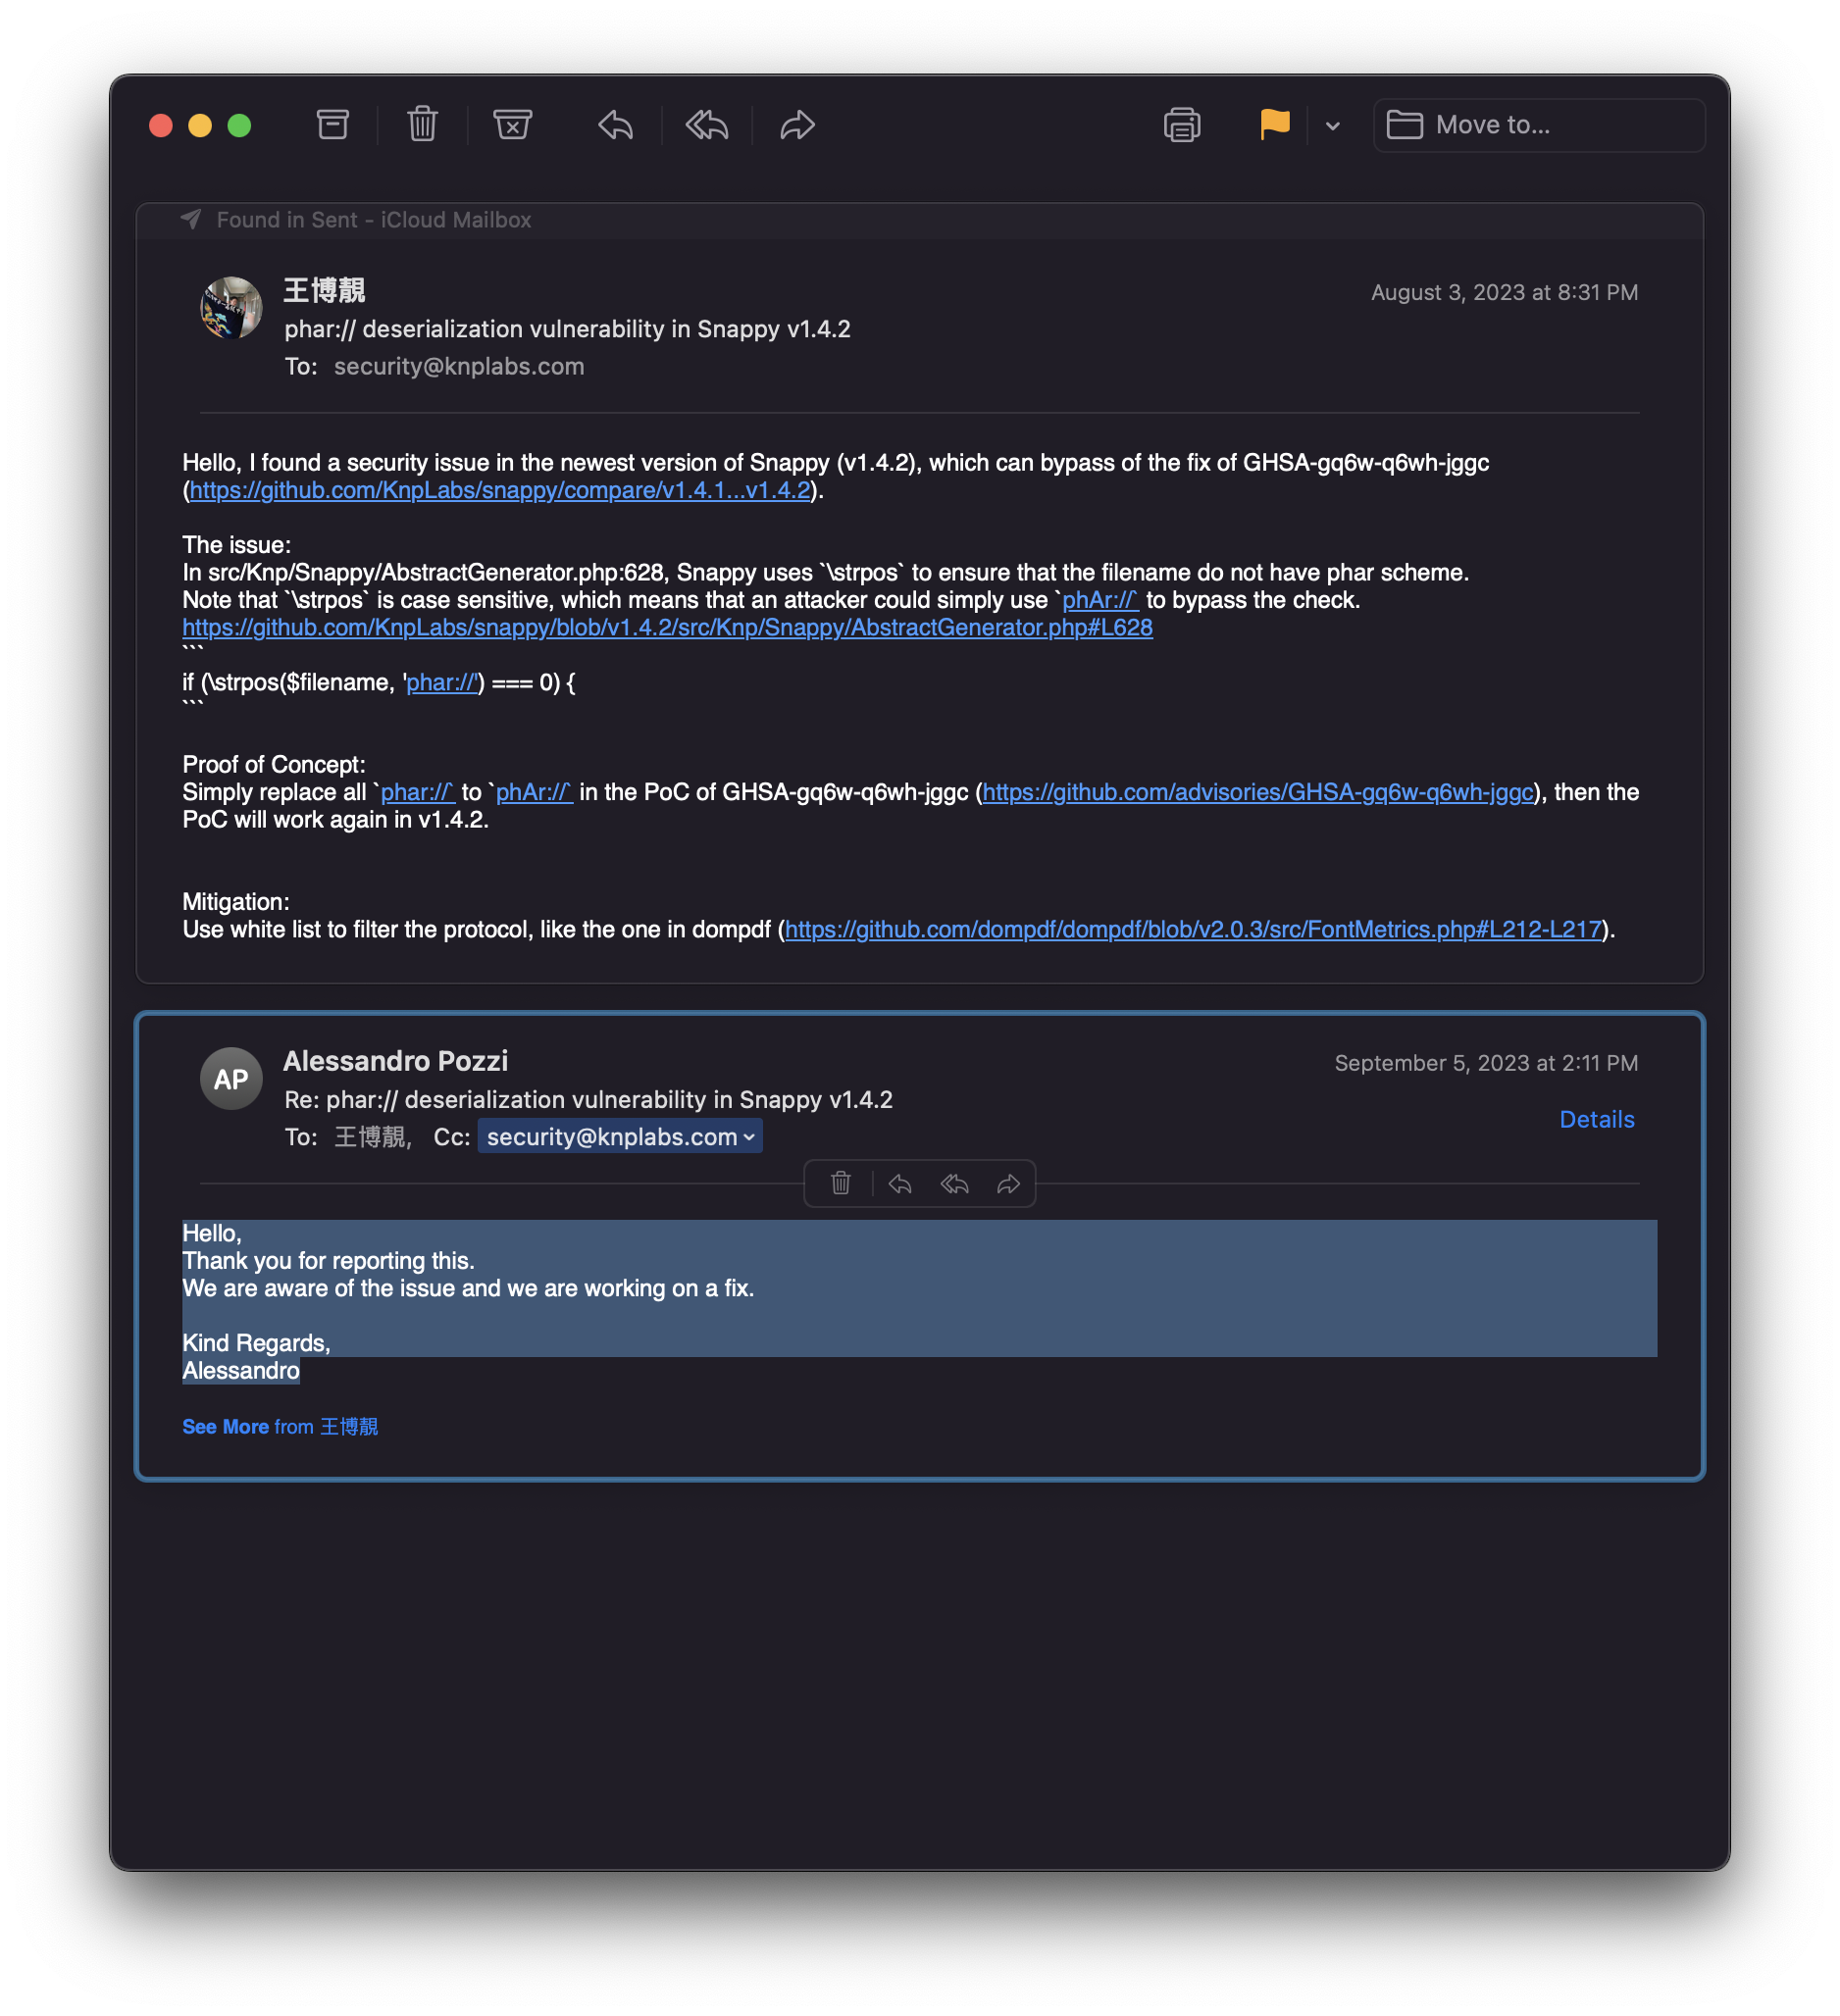 Move to...
Found in Sent - iCloud Mailbox
王博靚
August 3, 2023 at 8:31 PM
phar:// deserialization vulnerability in Snappy v1.4.2
To: security@knplabs.com
Hello, I found a security issue in the newest version of Snappy (v1.4.2), which can bypass of the fix of GHSA-gq6w-q6wh-jggc
(https://github.com/KnpLabs/snappy/compare/v1.4.1...v1.4.2).
The issue:
In src/Knp/Snappy/AbstractGenerator.php:628, Snappy uses `\strpos` to ensure that the filename do not have phar scheme.
Note that `\strpos` is case sensitive, which means that an attacker could simply use `phAr://` to bypass the check.
https://github.com/KnpLabs/snappy/blob/v1.4.2/src/Knp/Snappy/AbstractGenerator.php#L628
```
if (\strpos($filename, 'phar://') === 0) {
```
Proof of Concept:
Simply replace all `phar://` to `phAr://` in the PoC of GHSA-gq6w-q6wh-jggc (https://github.com/advisories/GHSA-gq6w-q6wh-jggc), then the
PoC will work again in v1.4.2.
Mitigation:
Use white list to filter the protocol, like the one in dompdf (https://github.com/dompdf/dompdf/blob/v2.0.3/src/FontMetrics.php#L212-L217).
AP
Alessandro Pozzi
September 5, 2023 at 2:11 PM
Re: phar:// deserialization vulnerability in Snappy v1.4.2
To: 王博靚, Cc: security@knplabs.com
Details
Hello,
Thank you for reporting this.
We are aware of the issue and we are working on a fix.
Kind Regards,
Alessandro
See More from 王博靚